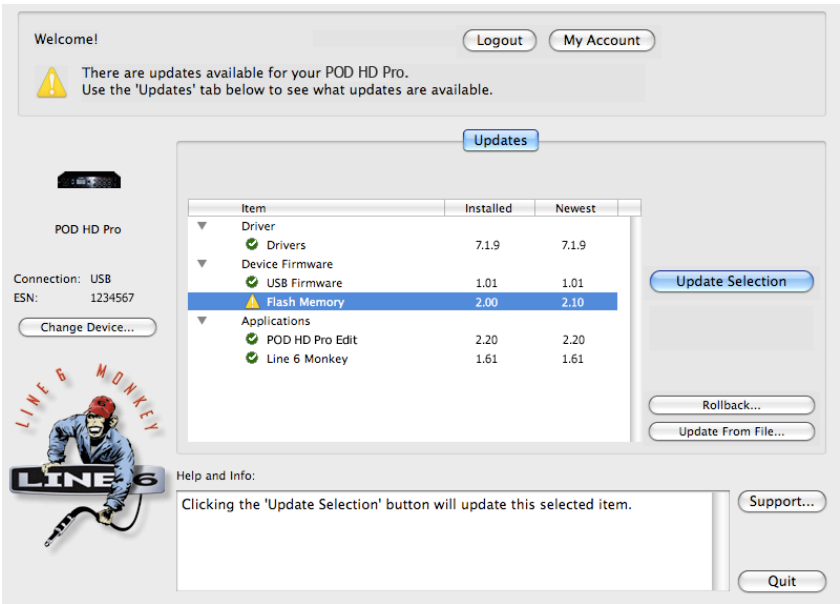 Welcome!
Logout
My Account
There are updates available for your POD HD Pro.
Use the 'Updates' tab below to see what updates are available.
Updates
POD HD Pro
Connection: USB
ESN: 1234567
Change Device...
Item Installed Newest
Driver
Drivers 7.1.9 7.1.9
Device Firmware
USB Firmware 1.01 1.01
Flash Memory 2.00 2.10
Applications
POD HD Pro Edit 2.20 2.20
Line 6 Monkey 1.61 1.61
Update Selection
Rollback...
Update From File...
LINE 6 MONKEY
LINE 6
Help and Info:
Clicking the 'Update Selection' button will update this selected item.
Support...
Quit